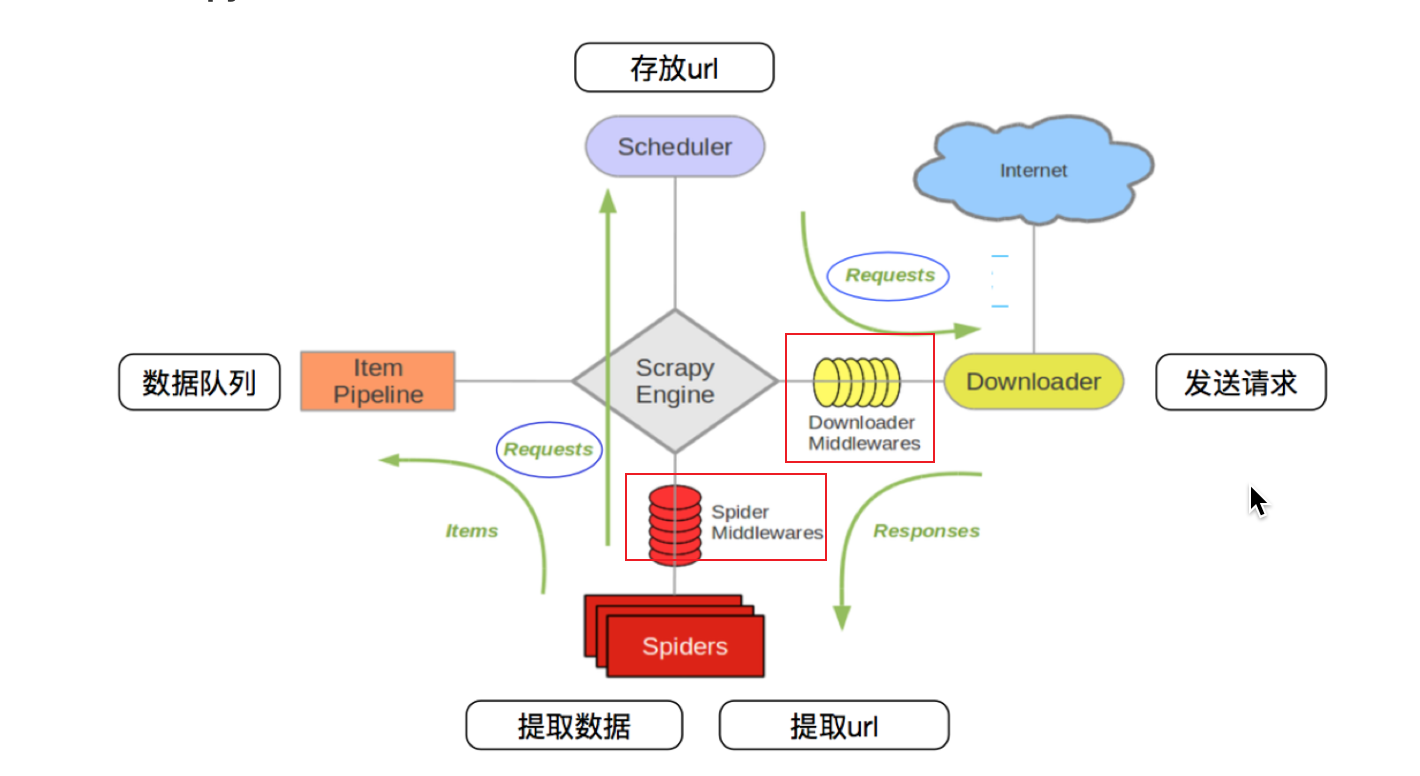 存放url
Scheduler
Internet
Requests
数据队列
Item
Pipeline
Scrapy
Engine
Downloader
发送请求
Downloader
Middlewares
Requests
Spider
Middlewares
Items
Responses
Spiders
提取数据
提取url